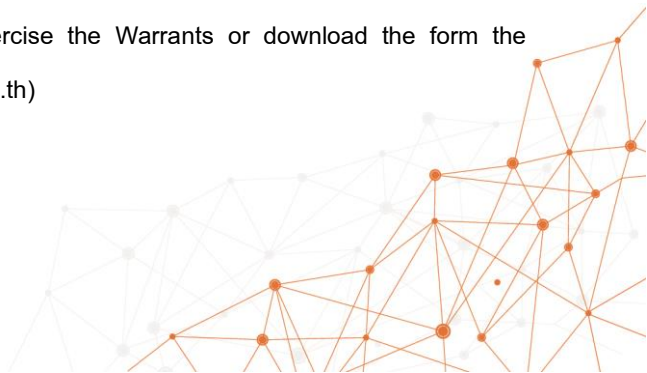 ercise the Warrants or download the form the
.th)